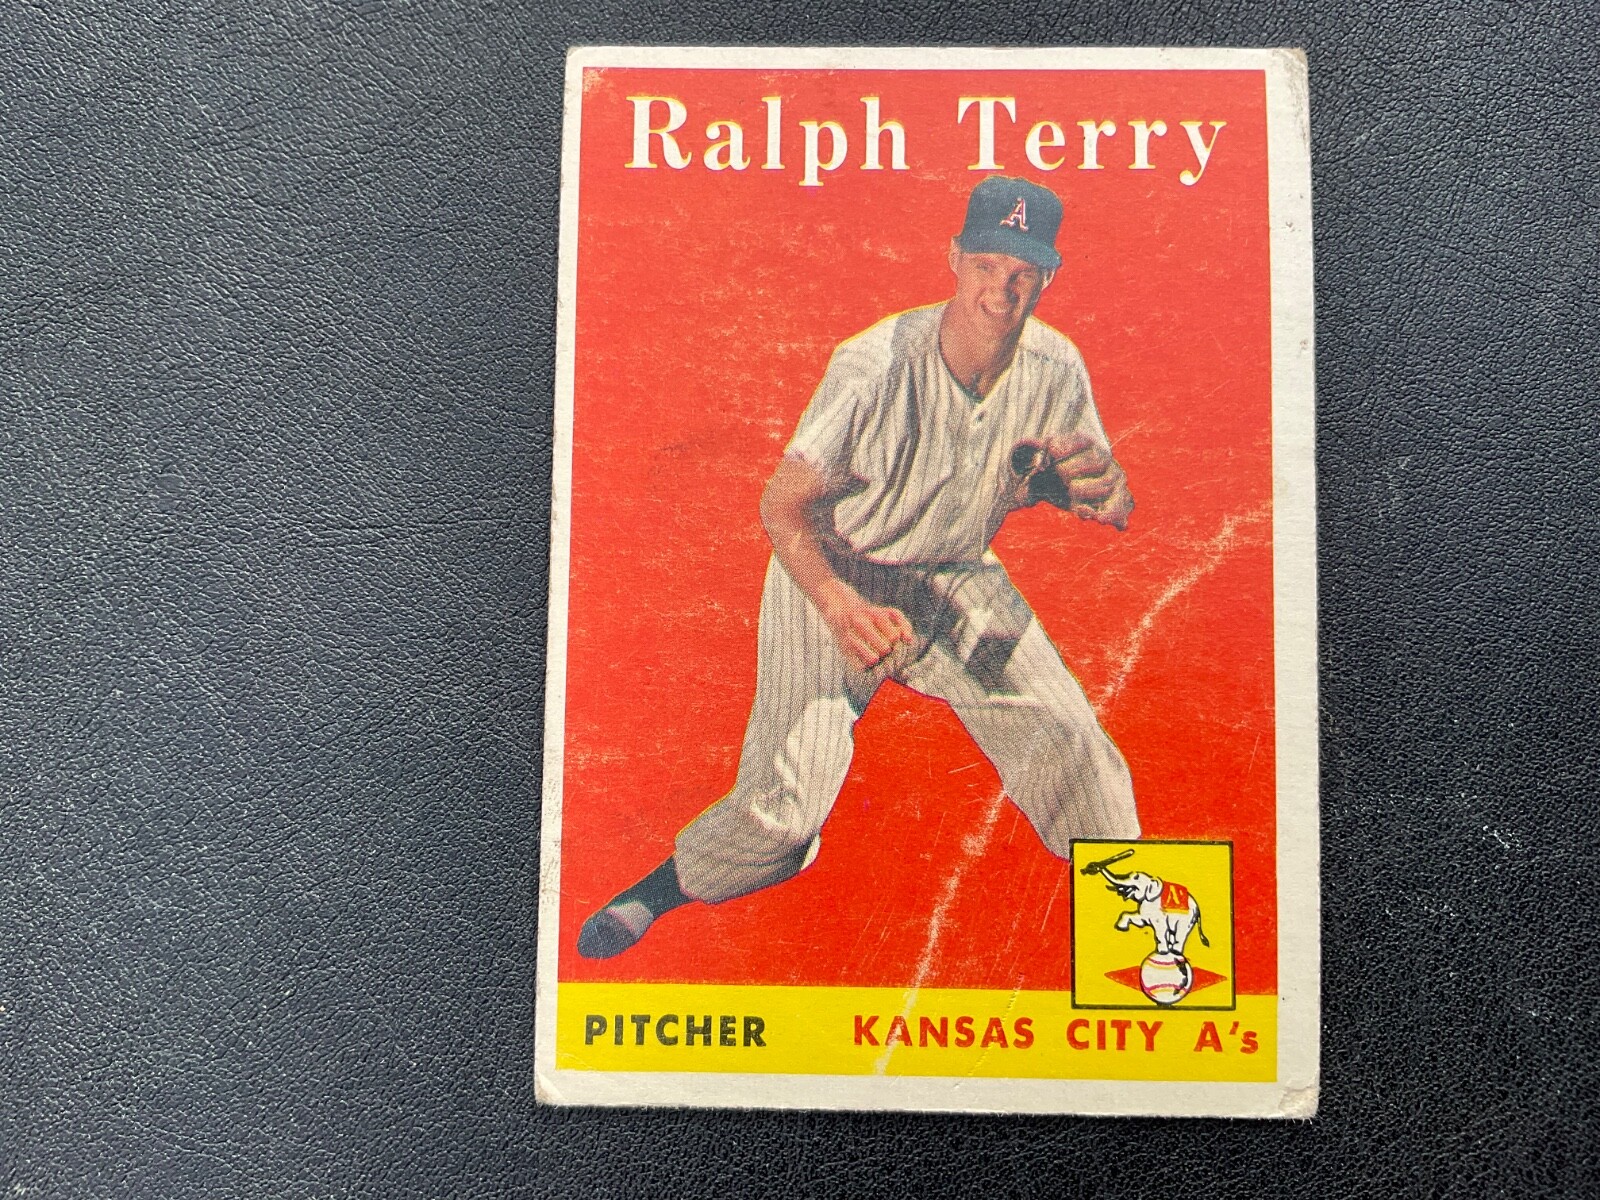 Ralph Terry
A
A
PITCHER KANSAS CITY A's